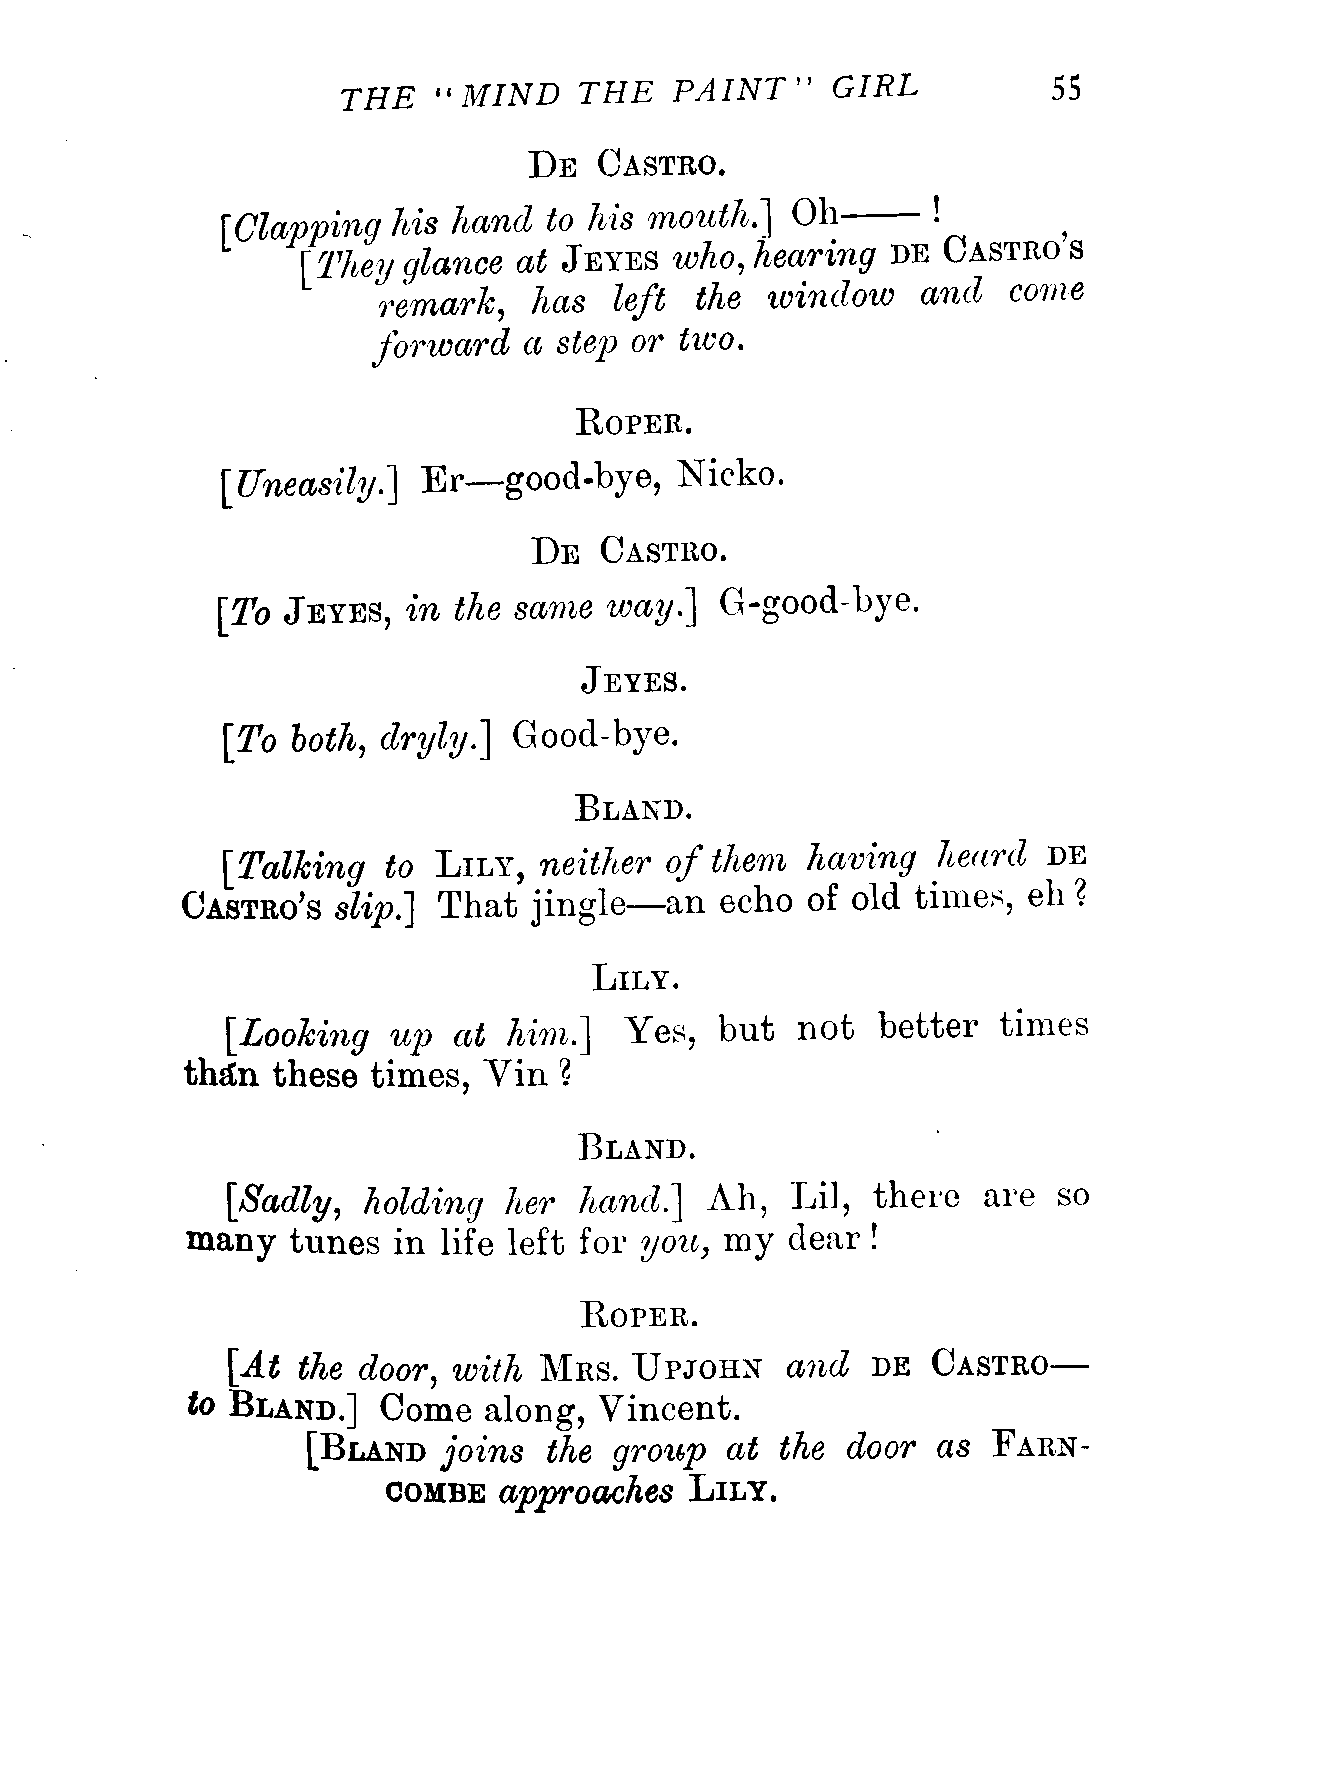 THE "MIND THE PAINT" GIRL 55
DE CASTRO.
[Clapping his hand to his mouth.] Oh——!
[They glance at JEYES who, hearing DE CASTRO'S
remark, has left the window and come
forward a step or two.
ROPER.
[Uneasily.] Er—good-bye, Nicko.
DE CASTRO.
[To JEYES, in the same way.] G-good-bye.
JEYES.
[To both, dryly.] Good-bye.
BLAND.
[Talking to LILY, neither of them having heard DE
CASTRO'S slip.] That jingle—an echo of old times, eh?
LILY.
[Looking up at him.] Yes, but not better times
than these times, Vin?
BLAND.
[Sadly, holding her hand.] Ah, Lil, there are so
many tunes in life left for you, my dear!
ROPER.
[At the door, with MRS. UPJOHN and DE CASTRO—
to BLAND.] Come along, Vincent.
[BLAND joins the group at the door as FARN-
COMBE approaches LILY.